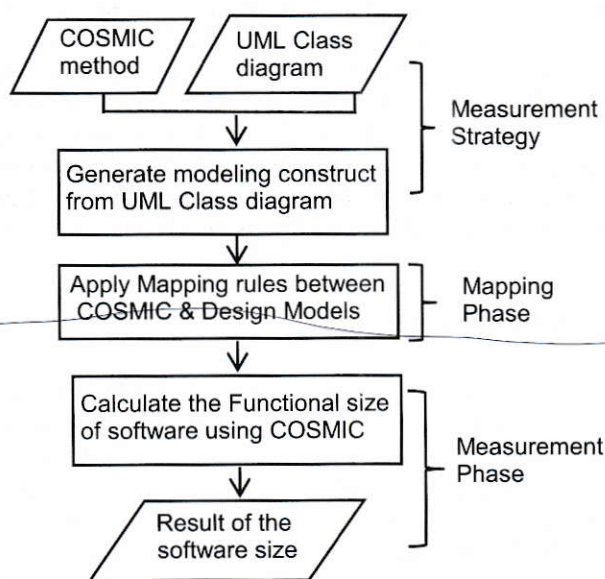 COSMIC
method
UML Class
diagram
Measurement
Strategy
Generate modeling construct
from UML Class diagram
Apply Mapping rules between
COSMIC & Design Models
Mapping
Phase
Calculate the Functional size
of software using COSMIC
Measurement
Phase
Result of the
software size